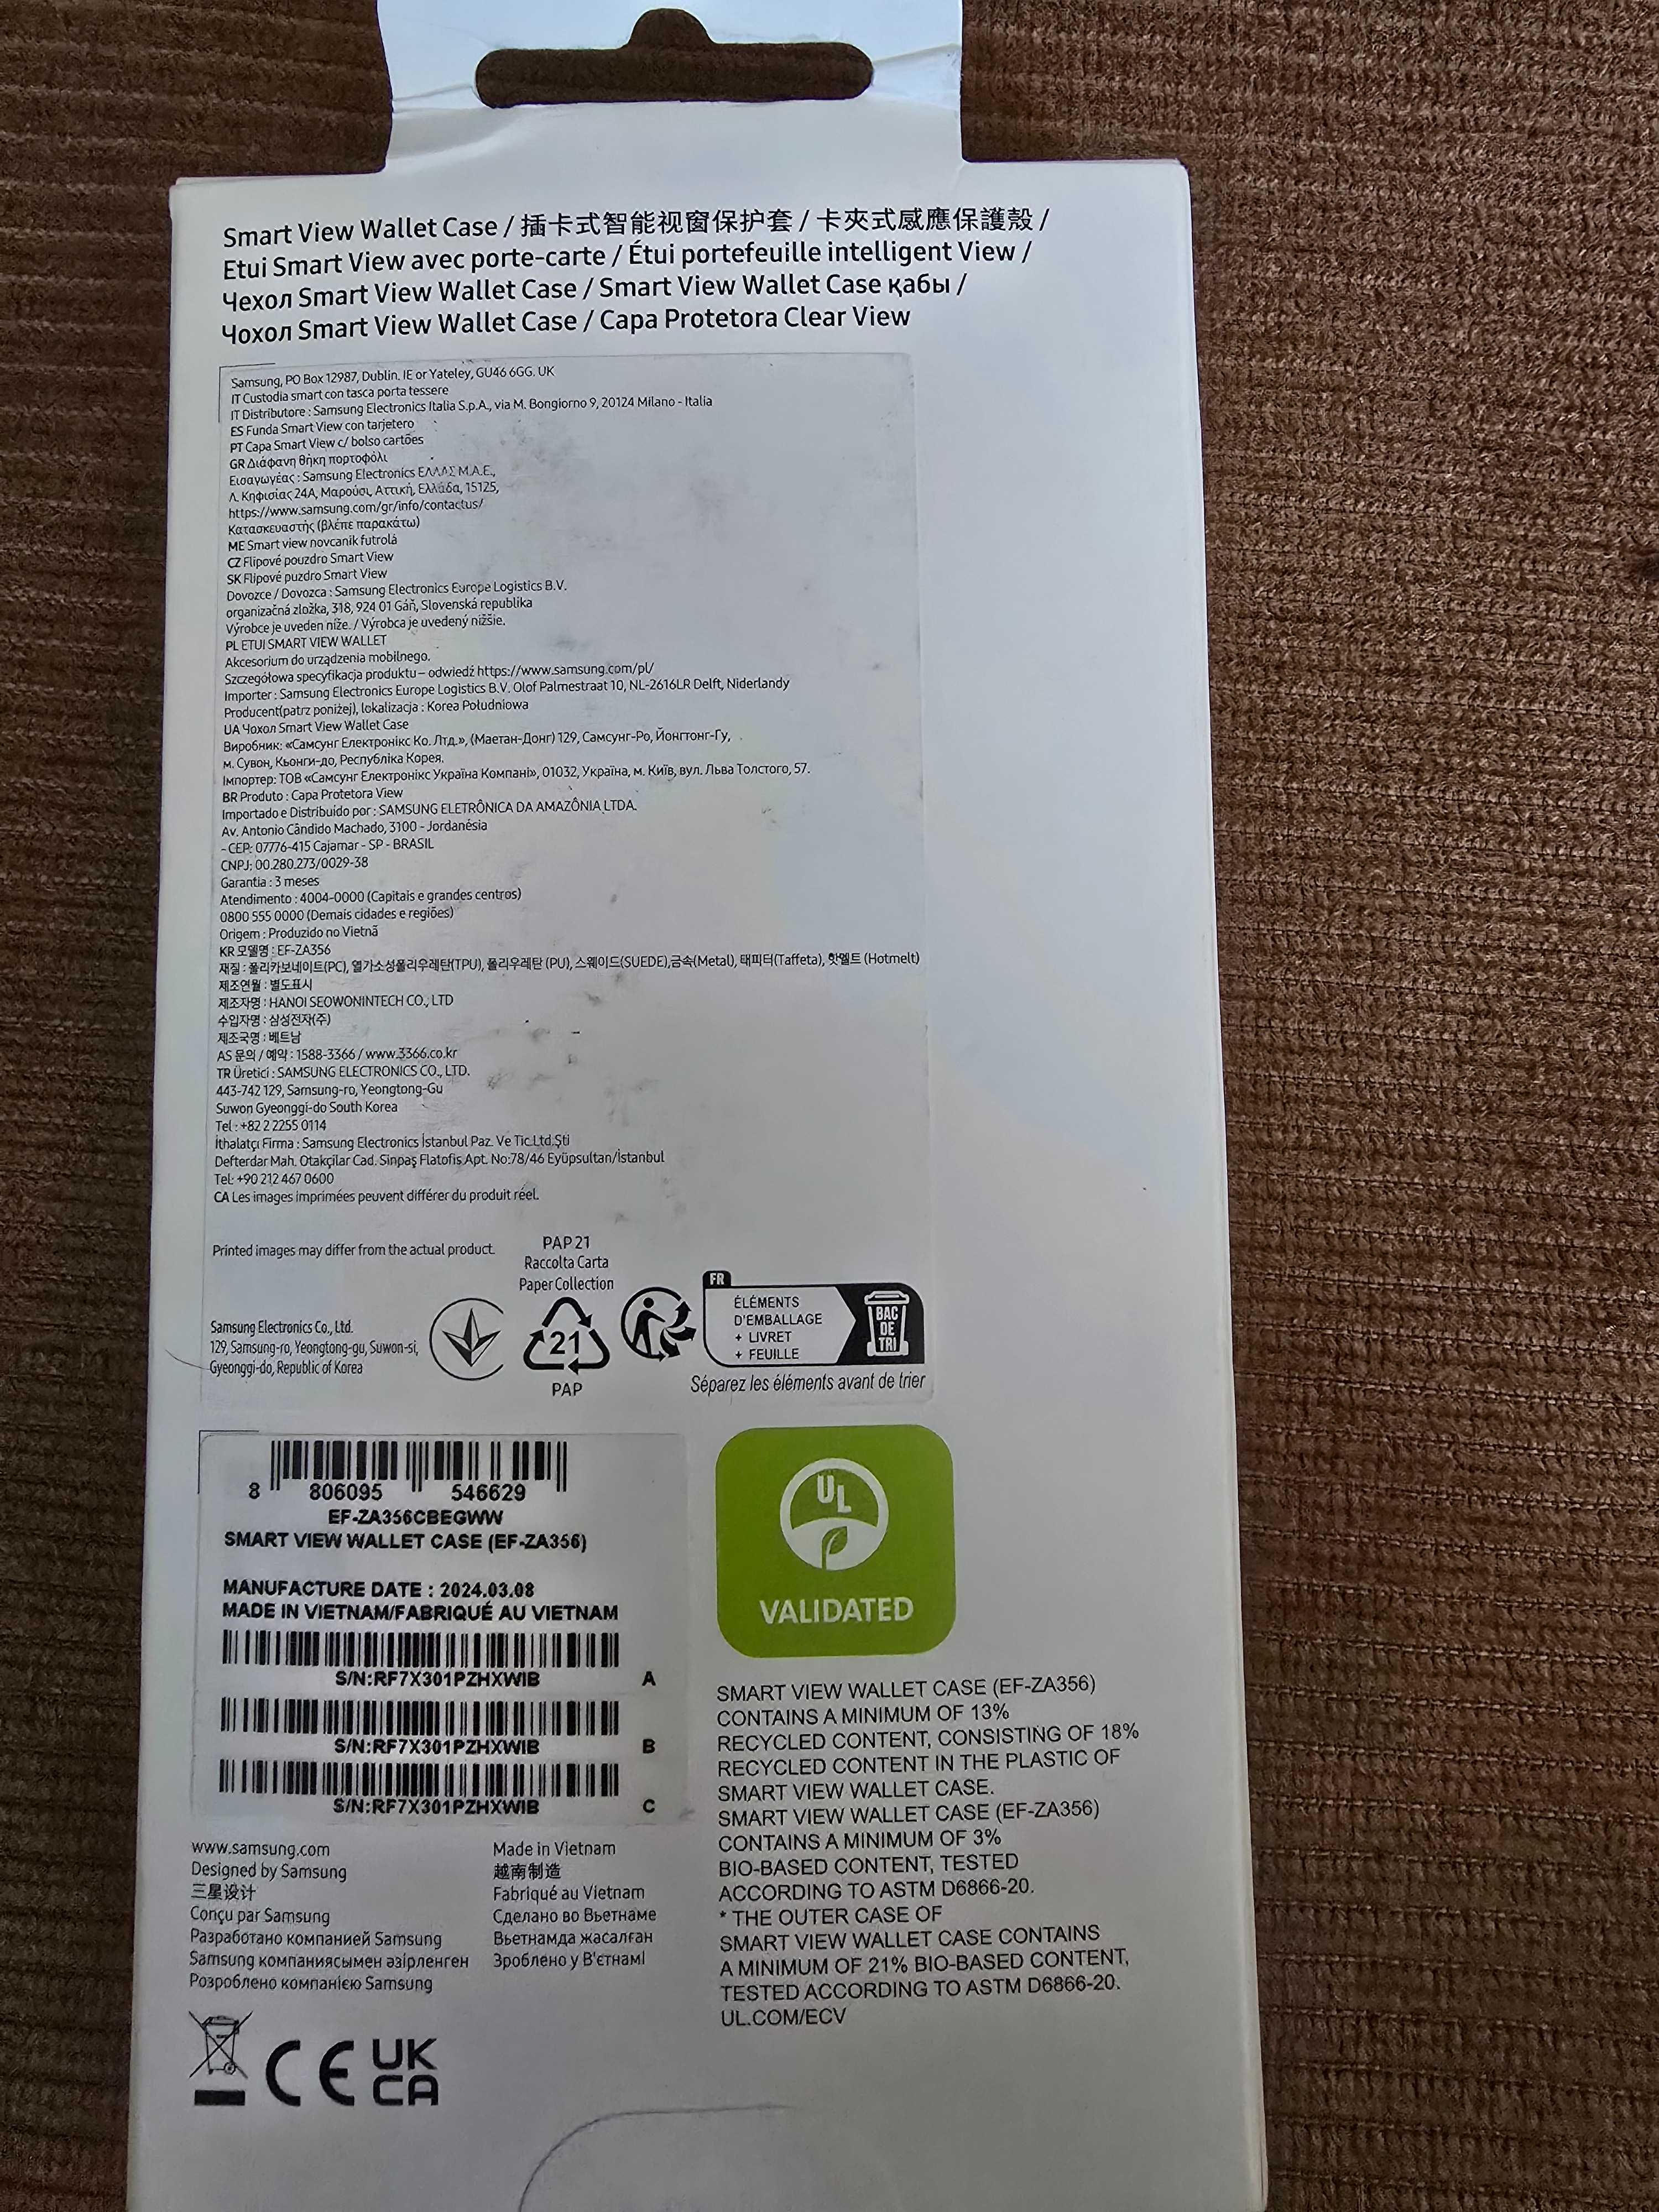 Smart View Wallet Case / 插卡式智能视窗保护套 / 卡夾式感應保護殼 /
Etui Smart View avec porte-carte / Étui portefeuille intelligent View /
Чехол Smart View Wallet Case / Smart View Wallet Case қабы /
Чохол Smart View Wallet Case / Capa Protetora Clear View
Samsung, PO Box 12987, Dublin. IE or Yateley, GU46 6GG. UK
IT Custodia smart con tasca porta tessere
IT Distributore : Samsung Electronics Italia S.p.A., via M. Bongiorno 9, 20124 Milano - Italia
ES Funda Smart View con tarjetero
PT Capa Smart View c/ bolso cartões
GR Διάφανη θήκη πορτοφόλι
Εισαγωγέας : Samsung Electronics ΕΛΛΑΣ Μ.Α.Ε.,
Λ. Κηφισίας 24Α, Μαρούσι, Αττική, Ελλάδα, 15125,
https://www.samsung.com/gr/info/contactus/
Κατασκευαστής (βλέπε παρακάτω)
ME Smart view novcanik futrolá
CZ Flipové pouzdro Smart View
SK Flipové puzdro Smart View
Dovozce / Dovozca : Samsung Electronics Europe Logistics B.V.
organizačná zložka, 318, 924 01 Gáň, Slovenská republika
Výrobce je uveden níže. / Výrobca je uvedený nižšie.
PL ETUI SMART VIEW WALLET
Akcesorium do urządzenia mobilnego.
Szczegółowa specyfikacja produktu – odwiedź https://www.samsung.com/pl/
Importer : Samsung Electronics Europe Logistics B.V. Olof Palmestraat 10, NL-2616LR Delft, Niderlandy
Producent(patrz poniżej), lokalizacja : Korea Południowa
UA Чохол Smart View Wallet Case
Виробник: «Самсунг Електронікс Ко. Лтд.», (Маетан-Донг) 129, Самсунг-Ро, Йонгтонг-Гу,
м. Сувон, Кьонги-до, Республіка Корея.
Імпортер: ТОВ «Самсунг Електронікс Україна Компані», 01032, Україна, м. Київ, вул. Льва Толстого, 57.
BR Produto : Capa Protetora View
Importado e Distribuido por : SAMSUNG ELETRÔNICA DA AMAZÔNIA LTDA.
Av. Antonio Cândido Machado, 3100 - Jordanésia
- CEP: 07776-415 Cajamar - SP - BRASIL
CNPJ: 00.280.273/0029-38
Garantia : 3 meses
Atendimento : 4004-0000 (Capitais e grandes centros)
0800 555 0000 (Demais cidades e regiões)
Origem : Produzido no Vietnã
KR 모델명 : EF-ZA356
재질 : 폴리카보네이트(PC), 열가소성폴리우레탄(TPU), 폴리우레탄 (PU), 스웨이드(SUEDE),금속(Metal), 태피터(Taffeta), 핫멜트 (Hotmelt)
제조연월 : 별도표시
제조자명 : HANOI SEOWONINTECH CO., LTD
수입자명 : 삼성전자(주)
제조국명 : 베트남
AS 문의 / 예약 : 1588-3366 / www.3366.co.kr
TR Üretici : SAMSUNG ELECTRONICS CO., LTD.
443-742 129, Samsung-ro, Yeongtong-Gu
Suwon Gyeonggi-do South Korea
Tel : +82 2 2255 0114
İthalatçı Firma : Samsung Electronics İstanbul Paz. Ve Tic.Ltd.Şti
Defterdar Mah. Otakçılar Cad. Sinpaş Flatofis Apt. No:78/46 Eyüpsultan/İstanbul
Tel: +90 212 467 0600
CA Les images imprimées peuvent différer du produit réel.
Printed images may differ from the actual product.
PAP 21
Raccolta Carta
Paper Collection
Samsung Electronics Co., Ltd.
129, Samsung-ro, Yeongtong-gu, Suwon-si,
Gyeonggi-do, Republic of Korea
21
PAP
FR
ÉLÉMENTS
D'EMBALLAGE
+ LIVRET
+ FEUILLE
BAC
DE
TRI
Séparez les éléments avant de trier
8 806095 546629
EF-ZA356CBEGWW
SMART VIEW WALLET CASE (EF-ZA356)
MANUFACTURE DATE : 2024.03.08
MADE IN VIETNAM/FABRIQUÉ AU VIETNAM
S/N:RF7X301PZHXWIB A
S/N:RF7X301PZHXWIB B
S/N:RF7X301PZHXWIB C
UL
VALIDATED
SMART VIEW WALLET CASE (EF-ZA356)
CONTAINS A MINIMUM OF 13%
RECYCLED CONTENT, CONSISTING OF 18%
RECYCLED CONTENT IN THE PLASTIC OF
SMART VIEW WALLET CASE.
SMART VIEW WALLET CASE (EF-ZA356)
CONTAINS A MINIMUM OF 3%
BIO-BASED CONTENT, TESTED
ACCORDING TO ASTM D6866-20.
* THE OUTER CASE OF
SMART VIEW WALLET CASE CONTAINS
A MINIMUM OF 21% BIO-BASED CONTENT,
TESTED ACCORDING TO ASTM D6866-20.
UL.COM/ECV
www.samsung.com
Designed by Samsung
三星设计
Conçu par Samsung
Разработано компанией Samsung
Samsung компаниясымен әзірленген
Розроблено компанією Samsung
Made in Vietnam
越南制造
Fabriqué au Vietnam
Сделано во Вьетнаме
Вьетнамда жасалған
Зроблено у В'єтнамі
CE
UK
CA